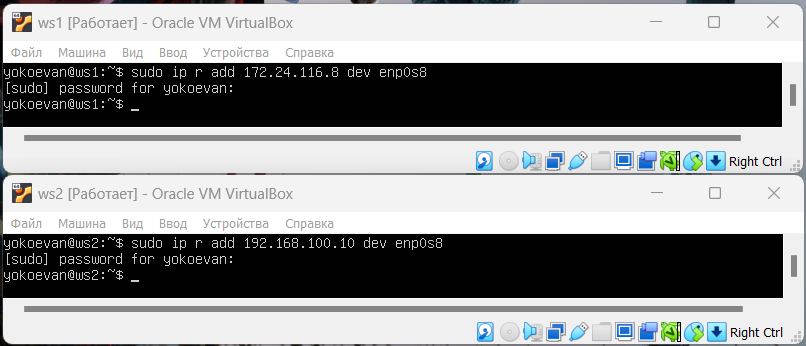 ws1 [Работает] - Oracle VM VirtualBox
Файл Машина Вид Ввод Устройства Справка
yokoevan@ws1:~$ sudo ip r add 172.24.116.8 dev enp0s8
[sudo] password for yokoevan:
yokoevan@ws1:~$ _
Right Ctrl
ws2 [Работает] - Oracle VM VirtualBox
Файл Машина Вид Ввод Устройства Справка
yokoevan@ws2:~$ sudo ip r add 192.168.100.10 dev enp0s8
[sudo] password for yokoevan:
yokoevan@ws2:~$ _
Right Ctrl